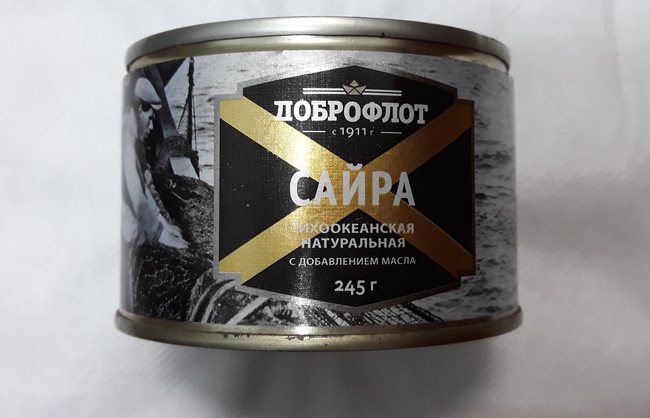 ДОБРОФЛОТ
с 1911 г
САЙРА
ТИХООКЕАНСКАЯ
НАТУРАЛЬНАЯ
С ДОБАВЛЕНИЕМ МАСЛА
245 г